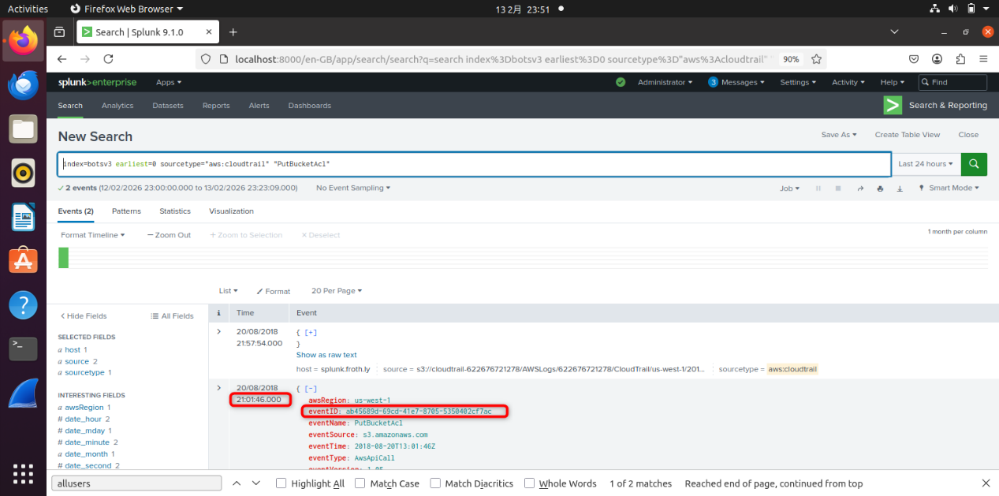 Activities Firefox Web Browser 13 2月 23:51
Search | Splunk 9.1.0
localhost:8000/en-GB/app/search/search?q=search index%3Dbotsv3 earliest%3D0 sourcetype%3D"aws%3Acloudtrail" 90%
splunk>enterprise Apps Administrator 3 Messages Settings Activity Help Find
Search Analytics Datasets Reports Alerts Dashboards Search & Reporting
New Search Save As Create Table View Close
index=botsv3 earliest=0 sourcetype="aws:cloudtrail" "PutBucketAcl" Last 24 hours
2 events (12/02/2026 23:00:00.000 to 13/02/2026 23:23:09.000) No Event Sampling Job Smart Mode
Events (2) Patterns Statistics Visualization
Format Timeline — Zoom Out + Zoom to Selection × Deselect 1 month per column
List Format 20 Per Page
< Hide Fields All Fields i Time Event
SELECTED FIELDS
a host 1
a source 2
a sourcetype 1
INTERESTING FIELDS
a awsRegion 1
# date_hour 2
# date_mday 1
# date_minute 2
a date_month 1
# date_second 2
> 20/08/2018 { [+]
21:57:54.000 }
Show as raw text
host = splunk.froth.ly source = s3://cloudtrail-622676721278/AWSLogs/622676721278/CloudTrail/us-west-1/201... sourcetype = aws:cloudtrail
> 20/08/2018 { [-]
21:01:46.000 awsRegion: us-west-1
eventID: ab45689d-69cd-41e7-8705-5350402cf7ac
eventName: PutBucketAcl
eventSource: s3.amazonaws.com
eventTime: 2018-08-20T13:01:46Z
eventType: AwsApiCall
eventVersion: 1.05
allusers Highlight All Match Case Match Diacritics Whole Words 1 of 2 matches Reached end of page, continued from top